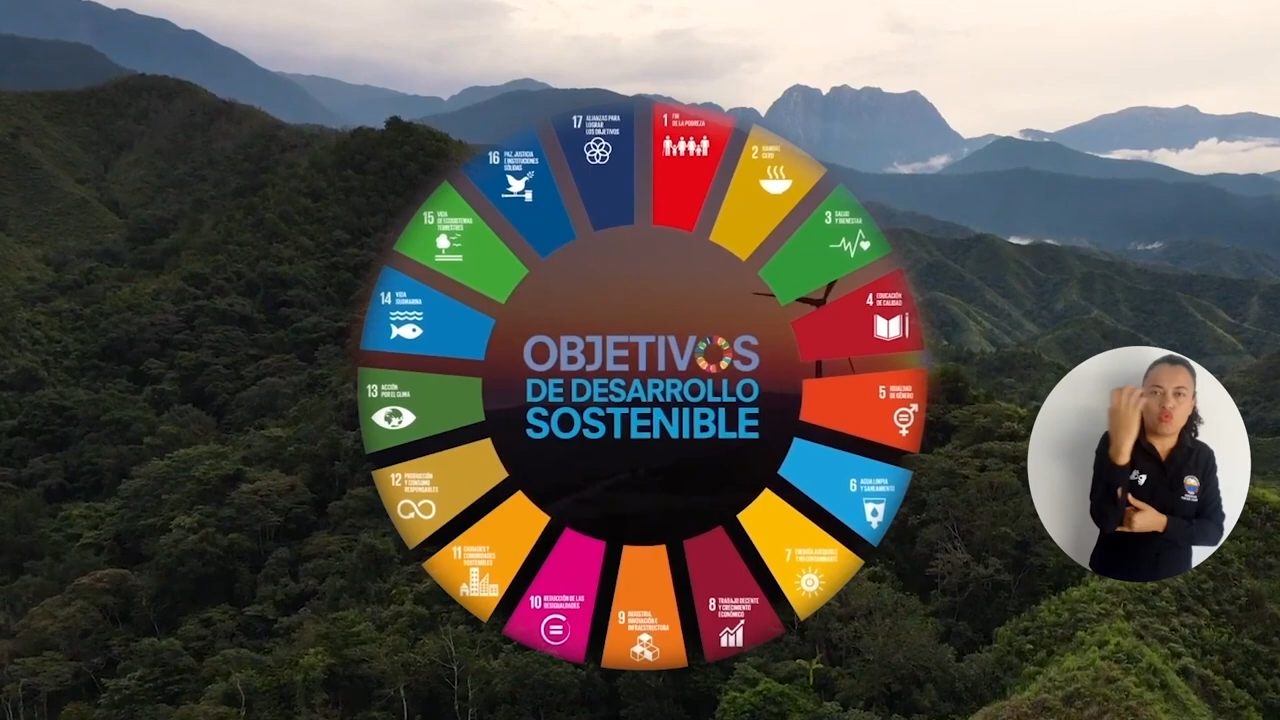 OBJETIVOS
DE DESARROLLO
SOSTENIBLE
1 FIN
DE LA POBREZA
2 HAMBRE
CERO
3 SALUD
Y BIENESTAR
4 EDUCACIÓN
DE CALIDAD
5 IGUALDAD
DE GÉNERO
6 AGUA LIMPIA
Y SANEAMIENTO
7 ENERGÍA ASEQUIBLE
Y NO CONTAMINANTE
8 TRABAJO DECENTE
Y CRECIMIENTO
ECONÓMICO
9 INDUSTRIA,
INNOVACIÓN E
INFRAESTRUCTURA
10 REDUCCIÓN DE LAS
DESIGUALDADES
11 CIUDADES Y
COMUNIDADES
SOSTENIBLES
12 PRODUCCIÓN
Y CONSUMO
RESPONSABLES
13 ACCIÓN
POR EL CLIMA
14 VIDA
SUBMARINA
15 VIDA
DE ECOSISTEMAS
TERRESTRES
16 PAZ, JUSTICIA
E INSTITUCIONES
SÓLIDAS
17 ALIANZAS PARA
LOGRAR
LOS OBJETIVOS